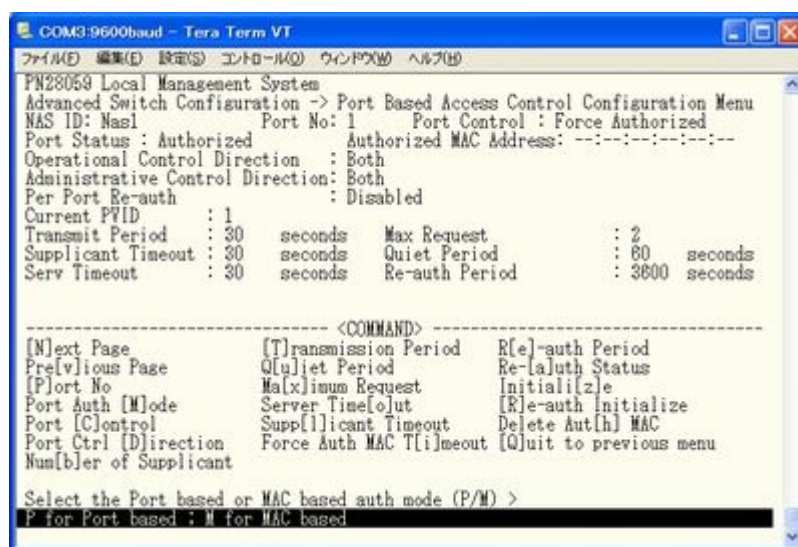 COM3:9600baud - Tera Term VT
ファイル(F) 編集(E) 設定(S) コントロール(O) ウィンドウ(W) ヘルプ(H)
PN28059 Local Management System
Advanced Switch Configuration -> Port Based Access Control Configuration Menu
NAS ID: Nas1 Port No: 1 Port Control : Force Authorized
Port Status : Authorized Authorized MAC Address: --:--:--:--:--:--
Operational Control Direction : Both
Administrative Control Direction: Both
Per Port Re-auth : Disabled
Current PVID : 1
Transmit Period : 30 seconds Max Request : 2
Supplicant Timeout : 30 seconds Quiet Period : 60 seconds
Serv Timeout : 30 seconds Re-auth Period : 3600 seconds
-------------------------------- <COMMAND> -----------------------------------
[N]ext Page [T]ransmission Period R[e]-auth Period
Pre[v]ious Page Q[u]iet Period Re-[a]uth Status
[P]ort No Ma[x]imum Request Initiali[z]e
Port Auth [M]ode Server Time[o]ut [R]e-auth Initialize
Port [C]ontrol Supp[l]icant Timeout Delete Aut[h] MAC
Port Ctrl [D]irection Force Auth MAC T[i]meout [Q]uit to previous menu
Num[b]er of Supplicant
Select the Port based or MAC based auth mode (P/M) >
P for Port based ; M for MAC based